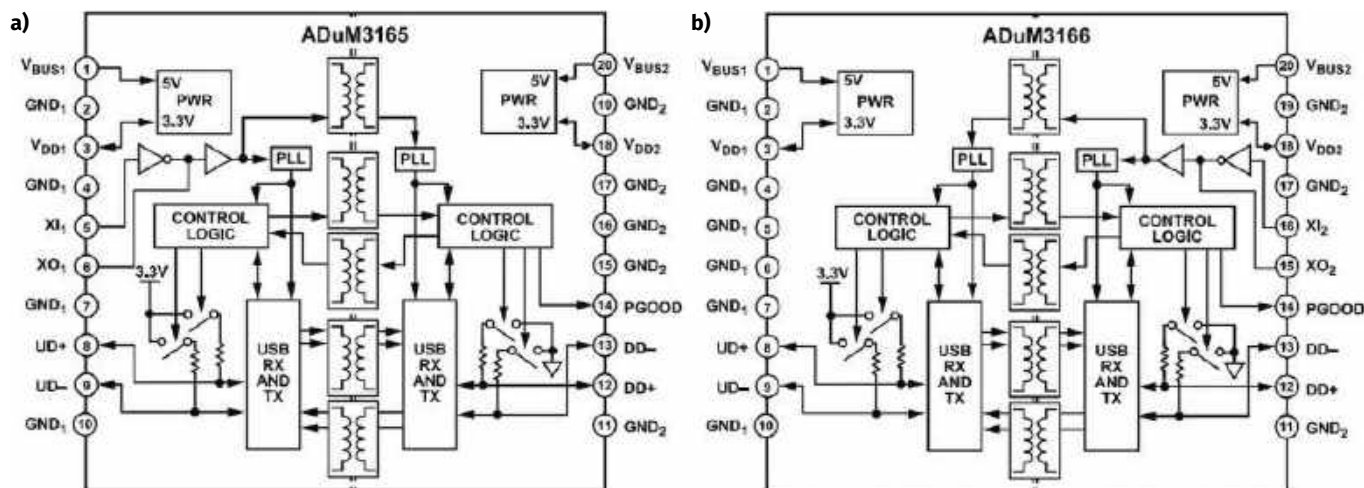 a)
ADuM3165
VBUS1 1
GND1 2
VDD1 3
GND1 4
XI1 5
XO1 6
GND1 7
UD+ 8
UD– 9
GND1 10
5V
PWR
3.3V
PLL
CONTROL
LOGIC
3.3V
USB
RX
AND
TX
5V
PWR
3.3V
PLL
CONTROL
LOGIC
USB
RX
AND
TX
20 VBUS2
19 GND2
18 VDD2
17 GND2
16 GND2
15 GND2
14 PGOOD
13 DD–
12 DD+
11 GND2
b)
ADuM3166
VBUS1 1
GND1 2
VDD1 3
GND1 4
GND1 5
GND1 6
GND1 7
UD+ 8
UD– 9
GND1 10
5V
PWR
3.3V
PLL
CONTROL
LOGIC
3.3V
USB
RX
AND
TX
5V
PWR
3.3V
PLL
CONTROL
LOGIC
USB
RX
AND
TX
20 VBUS2
19 GND2
18 VDD2
17 GND2
16 XI2
15 XO2
14 PGOOD
13 DD–
12 DD+
11 GND2